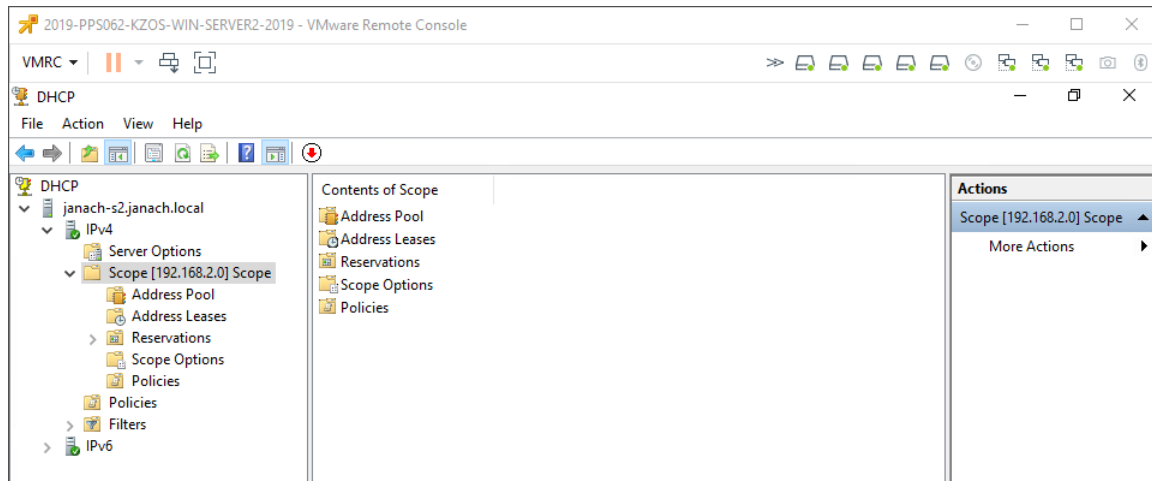 2019-PPS062-KZOS-WIN-SERVER2-2019 - VMware Remote Console
VMRC
DHCP
File Action View Help
DHCP
janach-s2.janach.local
IPv4
Server Options
Scope [192.168.2.0] Scope
Address Pool
Address Leases
Reservations
Scope Options
Policies
Policies
Filters
IPv6
Contents of Scope
Address Pool
Address Leases
Reservations
Scope Options
Policies
Actions
Scope [192.168.2.0] Scope
More Actions